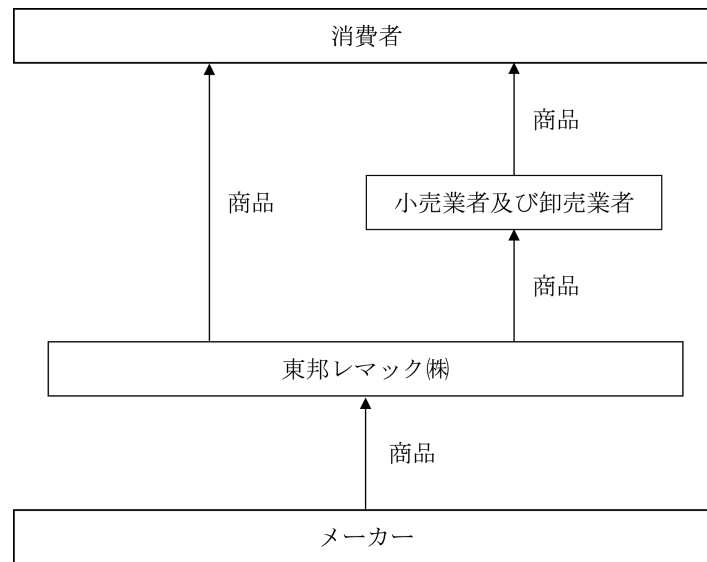 消費者
商品
小売業者及び卸売業者
商品
商品
東邦レマック㈱
商品
メーカー